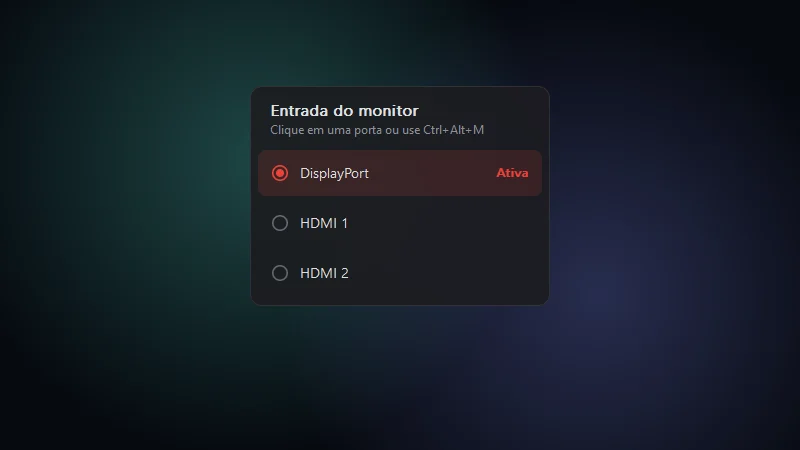 Entrada do monitor
Clique em uma porta ou use Ctrl+Alt+M
DisplayPort Ativa
HDMI 1
HDMI 2